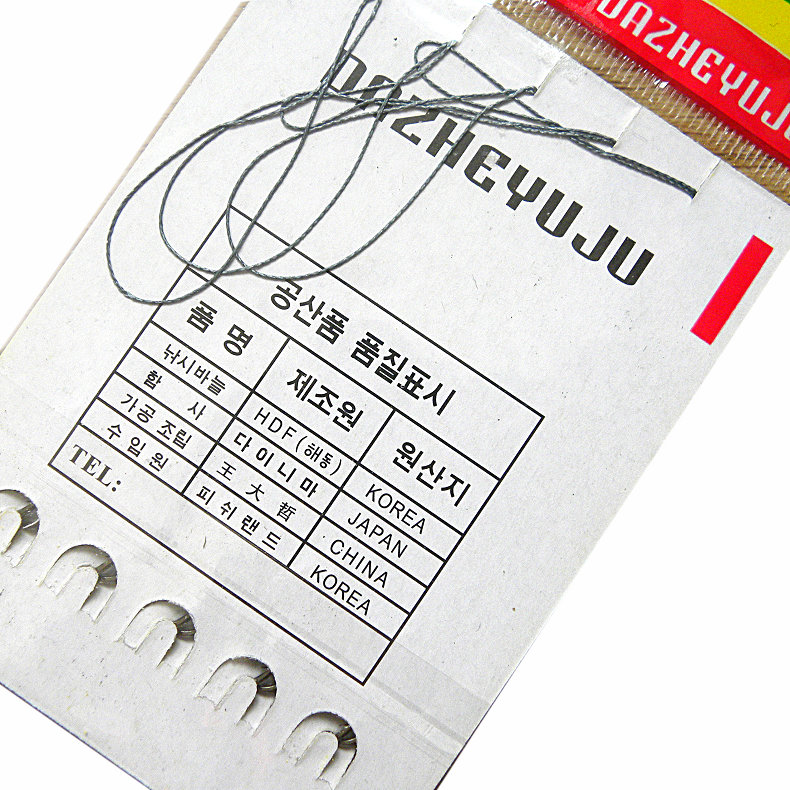 DAZHEYUJU
DAZHEYUJU
공산품 품질표시
품 명 제조원 원산지
낚시바늘 HDF(해동) KOREA
합 사 다이니마 JAPAN
가공조립 王大哲 CHINA
수입원 피쉬랜드 KOREA
TEL: